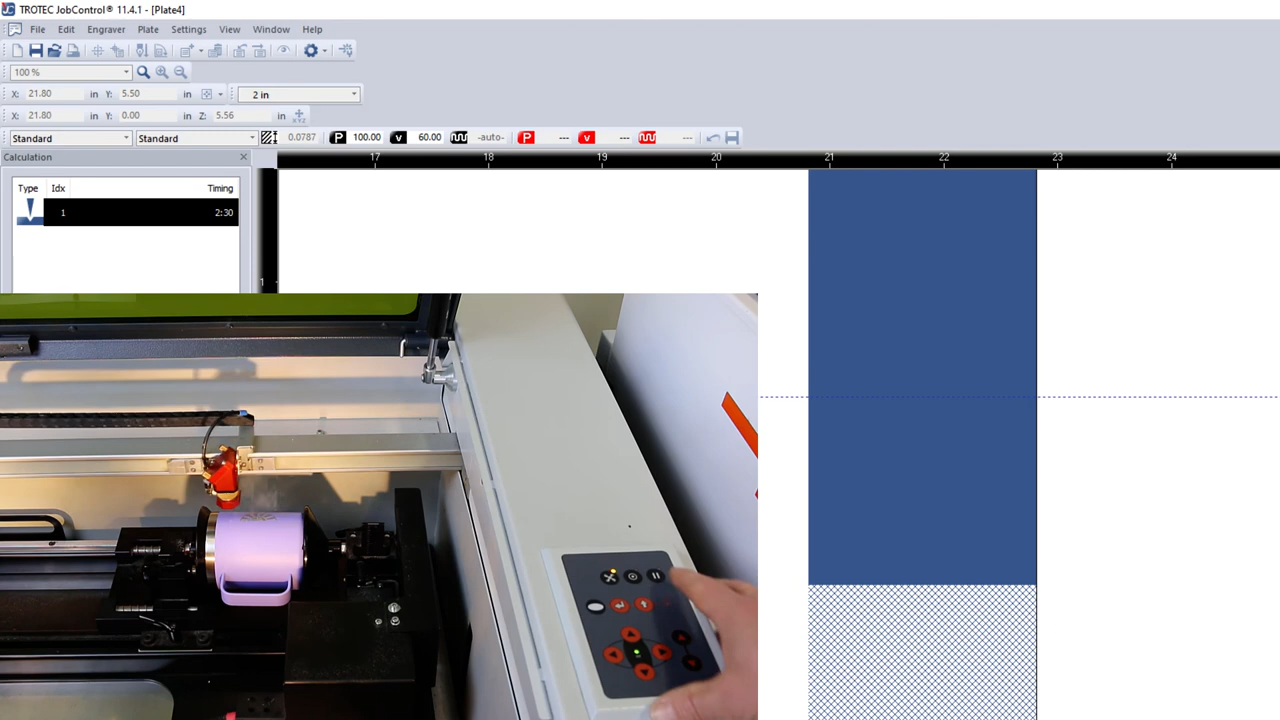 TROTEC JobControl® 11.4.1 - [Plate4]
File Edit Engraver Plate Settings View Window Help
100 %
X: 21.80 in Y: 5.50 in 2 in
X: 21.80 in Y: 0.00 in Z: 5.56 in
Standard Standard 0.0787 P 100.00 v 60.00 -auto- P --- v --- ---
Calculation
17 18 19 20 21 22 23 24
Type Idx Timing
1 2:30
1